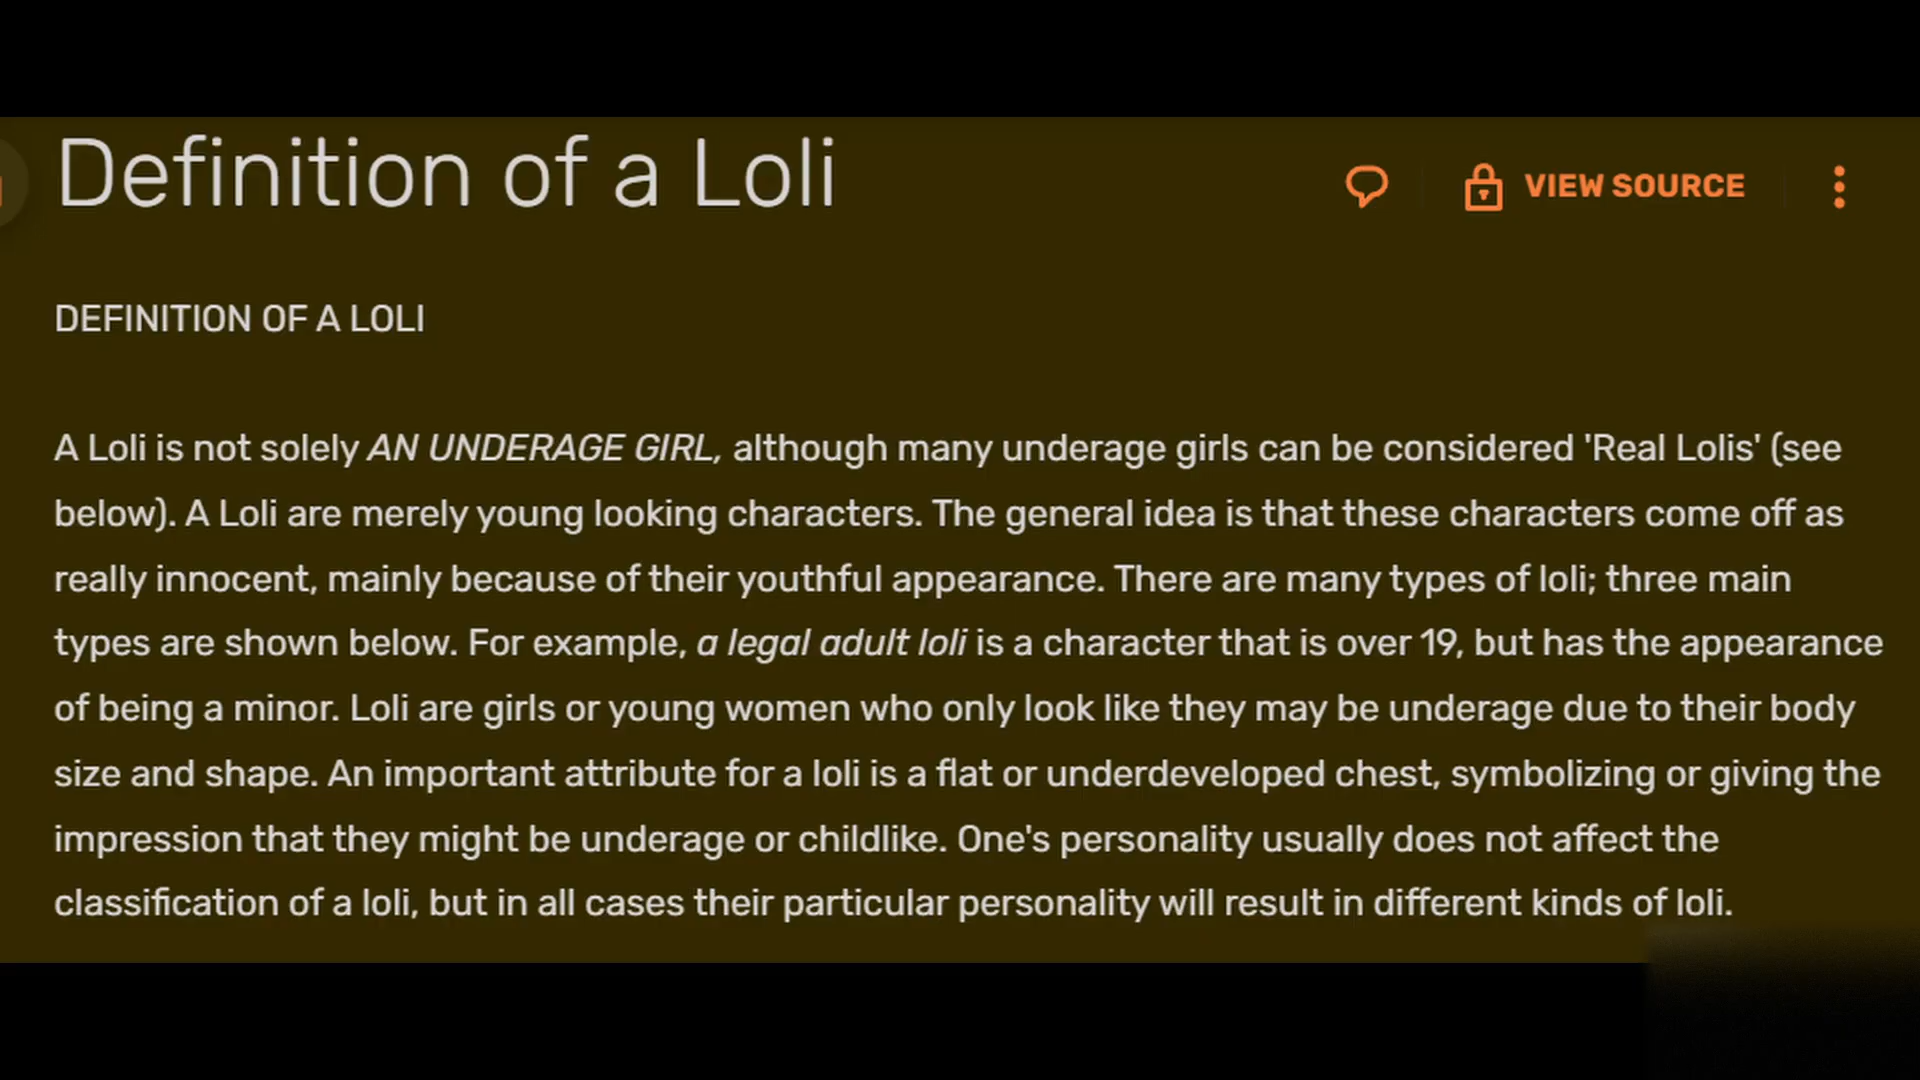 Definition of a Loli
VIEW SOURCE
DEFINITION OF A LOLI
A Loli is not solely AN UNDERAGE GIRL, although many underage girls can be considered 'Real Lolis' (see
below). A Loli are merely young looking characters. The general idea is that these characters come off as
really innocent, mainly because of their youthful appearance. There are many types of loli; three main
types are shown below. For example, a legal adult loli is a character that is over 19, but has the appearance
of being a minor. Loli are girls or young women who only look like they may be underage due to their body
size and shape. An important attribute for a loli is a flat or underdeveloped chest, symbolizing or giving the
impression that they might be underage or childlike. One's personality usually does not affect the
classification of a loli, but in all cases their particular personality will result in different kinds of loli.